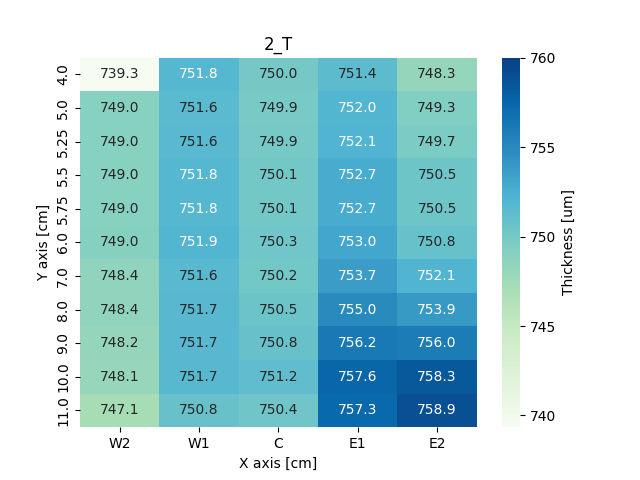 2_T
4.0 739.3 751.8 750.0 751.4 748.3
5.0 749.0 751.6 749.9 752.0 749.3
5.25 749.0 751.6 749.9 752.1 749.7
5.5 749.0 751.8 750.1 752.7 750.5
5.75 749.0 751.8 750.1 752.7 750.5
6.0 749.0 751.9 750.3 753.0 750.8
7.0 748.4 751.6 750.2 753.7 752.1
8.0 748.4 751.7 750.5 755.0 753.9
9.0 748.2 751.7 750.8 756.2 756.0
10.0 748.1 751.7 751.2 757.6 758.3
11.0 747.1 750.8 750.4 757.3 758.9
W2 W1 C E1 E2
X axis [cm]
Y axis [cm]
760
755
750
745
740
Thickness [um]